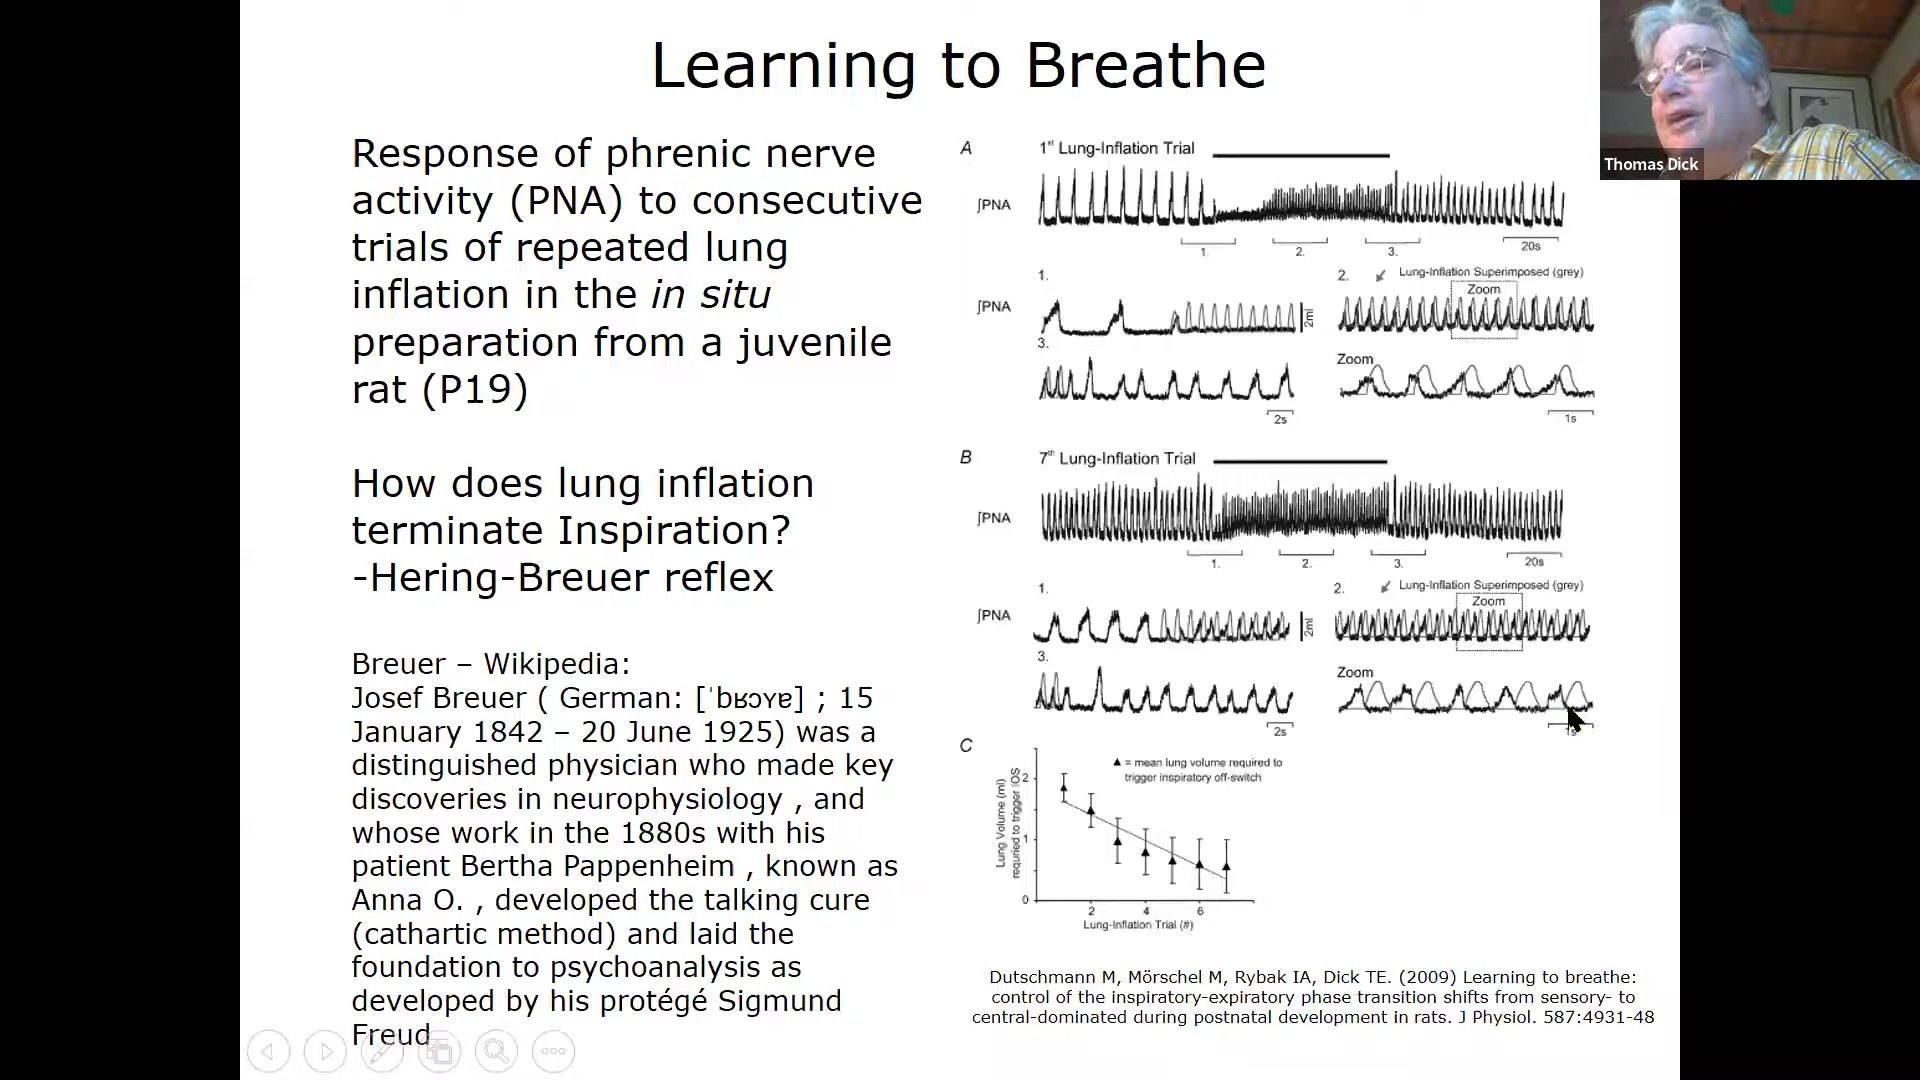 Learning to Breathe
Response of phrenic nerve
activity (PNA) to consecutive
trials of repeated lung
inflation in the in situ
preparation from a juvenile
rat (P19)
How does lung inflation
terminate Inspiration?
-Hering-Breuer reflex
Breuer – Wikipedia:
Josef Breuer ( German: [ˈbʁɔʏɐ] ; 15
January 1842 – 20 June 1925) was a
distinguished physician who made key
discoveries in neurophysiology , and
whose work in the 1880s with his
patient Bertha Pappenheim , known as
Anna O. , developed the talking cure
(cathartic method) and laid the
foundation to psychoanalysis as
developed by his protégé Sigmund
Freud
A
1st Lung-Inflation Trial
∫PNA
1.
2.
3.
20s
1.
2.
Lung-Inflation Superimposed (grey)
Zoom
∫PNA
2ml
3.
Zoom
2s
1s
B
7th Lung-Inflation Trial
∫PNA
1.
2.
3.
20s
1.
2.
Lung-Inflation Superimposed (grey)
Zoom
∫PNA
2ml
3.
Zoom
2s
1s
C
▲ = mean lung volume required to
trigger inspiratory off-switch
Lung Volume (ml)
requried to trigger IOS
2
1
0
2
4
6
Lung-Inflation Trial (#)
Dutschmann M, Mörschel M, Rybak IA, Dick TE. (2009) Learning to breathe:
control of the inspiratory-expiratory phase transition shifts from sensory- to
central-dominated during postnatal development in rats. J Physiol. 587:4931-48
Thomas Dick